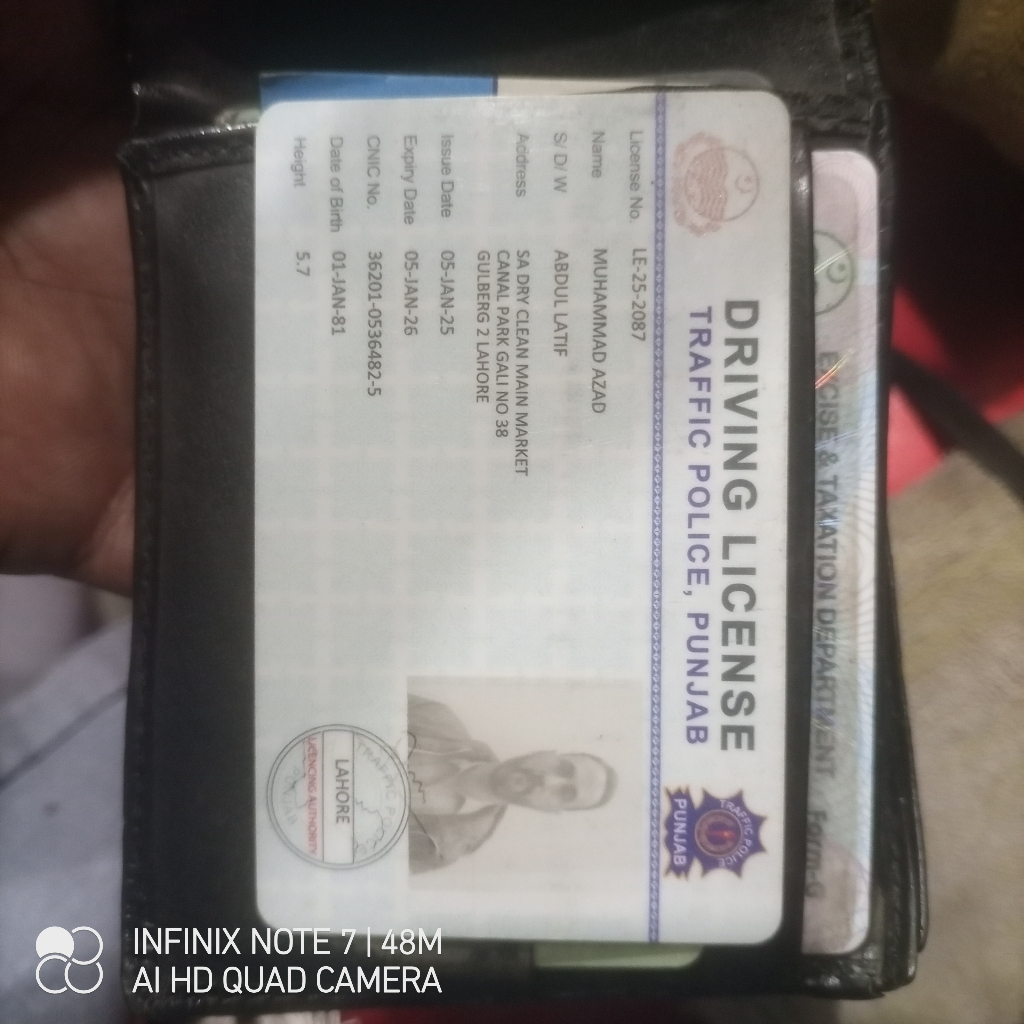 DRIVING LICENSE
TRAFFIC POLICE, PUNJAB
TRAFFIC POLICE
PUNJAB
License No. LE-25-2087
Name MUHAMMAD AZAD
S/ D/ W ABDUL LATIF
Address SA DRY CLEAN MAIN MARKET
CANAL PARK GALI NO 38
GULBERG 2 LAHORE
Issue Date 05-JAN-25
Expiry Date 05-JAN-26
CNIC No. 36201-0536482-5
Date of Birth 01-JAN-81
Height 5.7
LAHORE
LICENCING AUTHORITY
EXCISE & TAXATION DEPARTMENT Form-G
INFINIX NOTE 7 | 48M
AI HD QUAD CAMERA